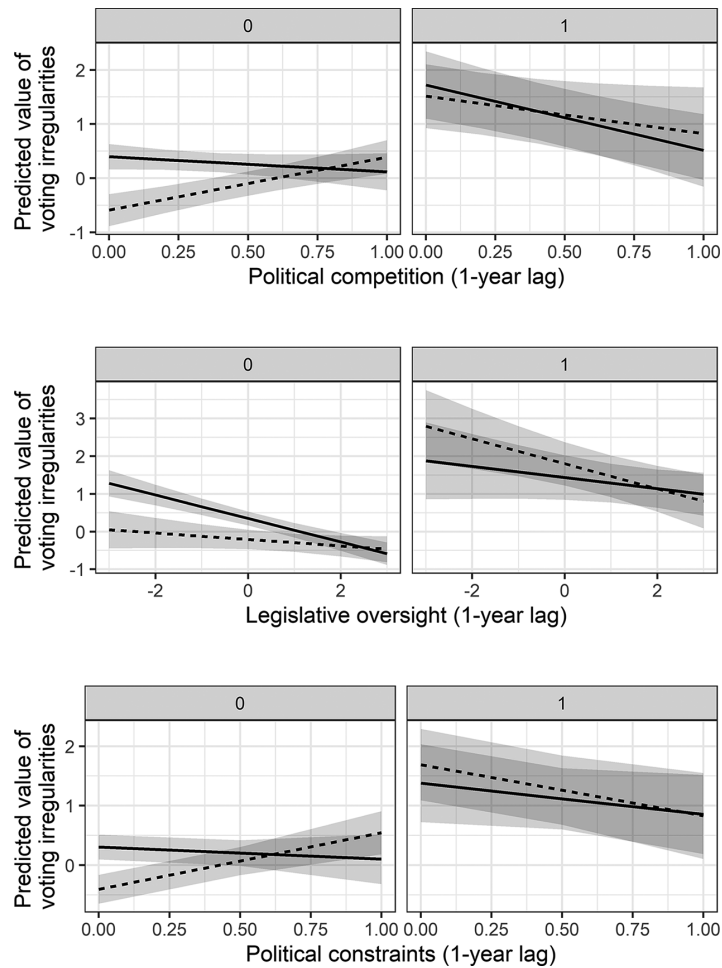 0
1
Predicted value of
voting irregularities
2
1
0
-1
0.00 0.25 0.50 0.75 1.00
0.00 0.25 0.50 0.75 1.00
Political competition (1-year lag)
0
1
Predicted value of
voting irregularities
3
2
1
0
-1
-2 0 2
-2 0 2
Legislative oversight (1-year lag)
0
1
Predicted value of
voting irregularities
2
1
0
0.00 0.25 0.50 0.75 1.00
0.00 0.25 0.50 0.75 1.00
Political constraints (1-year lag)